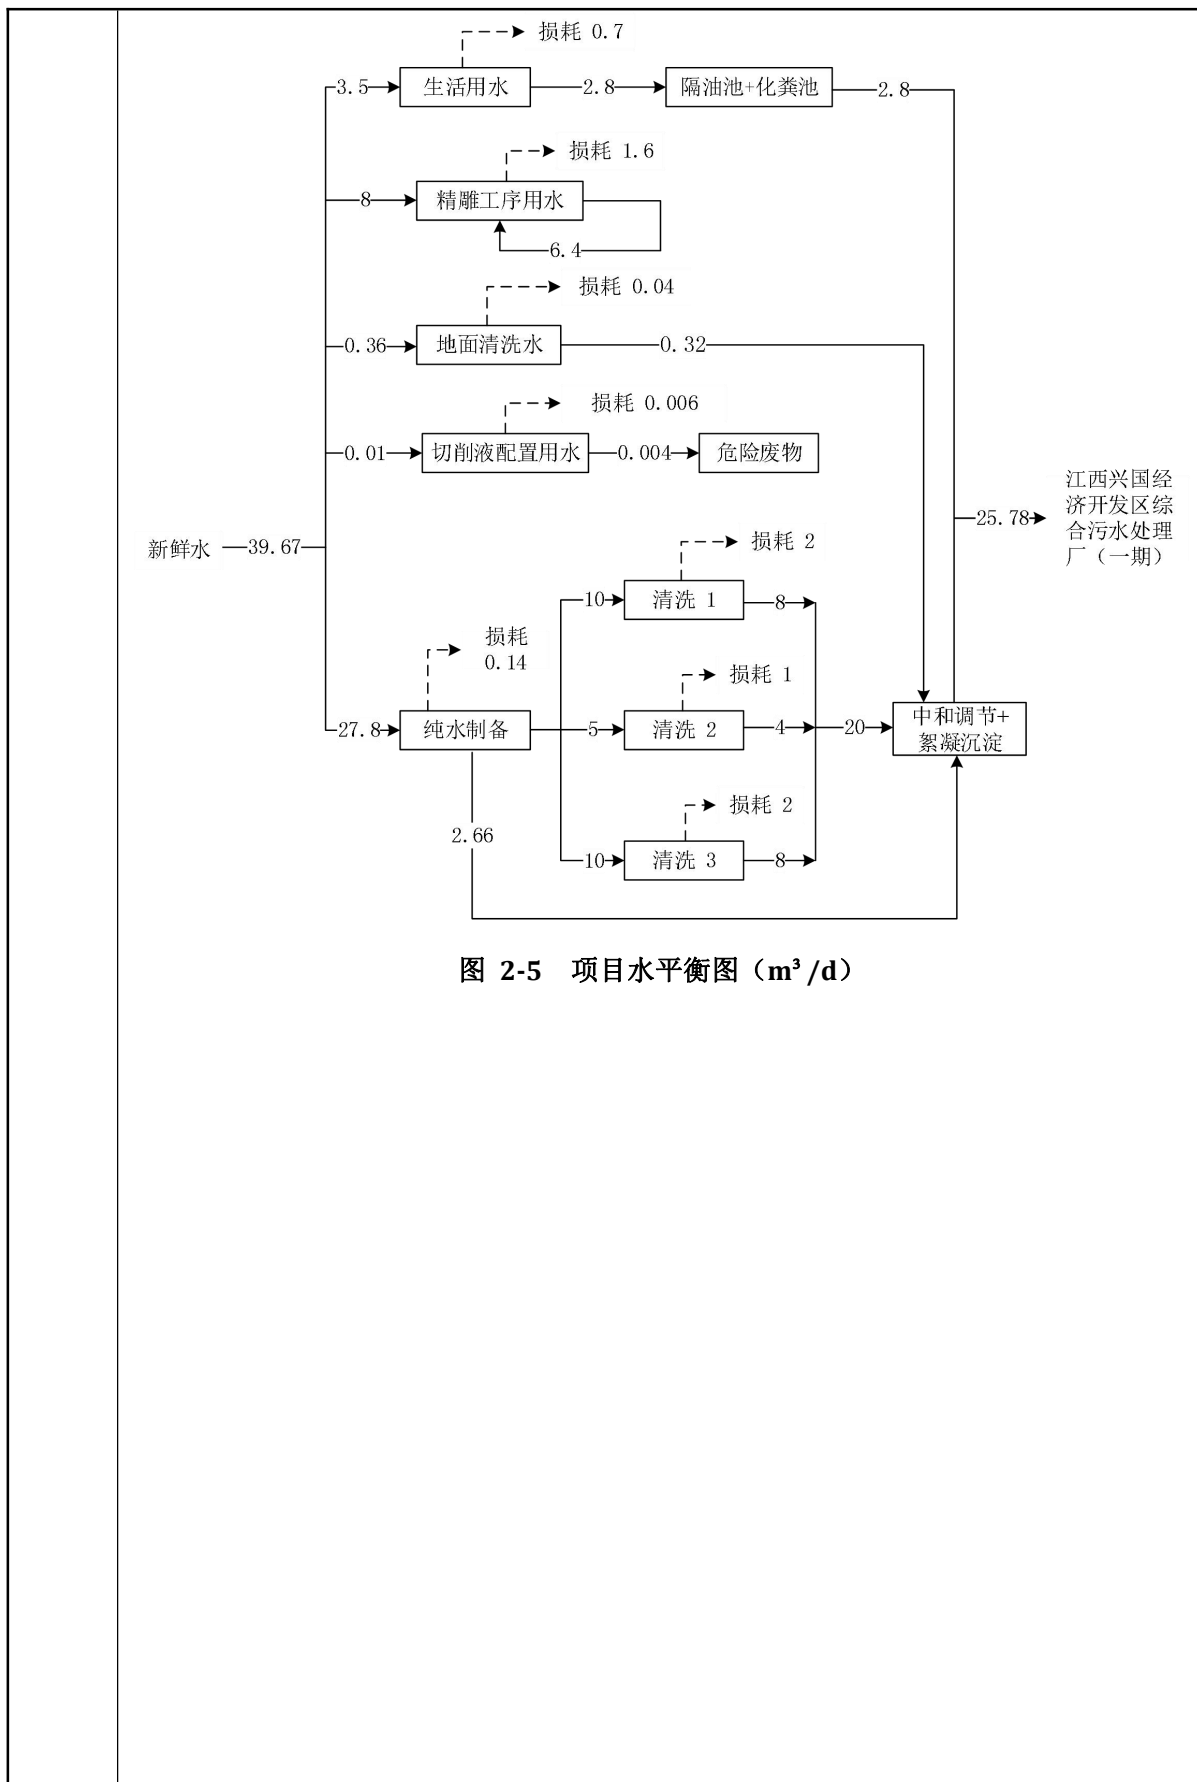 损耗 0.7
3.5
生活用水
2.8
隔油池+化粪池
2.8
损耗 1.6
8
精雕工序用水
6.4
损耗 0.04
0.36
地面清洗水
0.32
损耗 0.006
0.01
切削液配置用水
0.004
危险废物
新鲜水
39.67
25.78
江西兴国经
济开发区综
合污水处理
厂（一期）
损耗 2
10
清洗 1
8
损耗
0.14
27.8
纯水制备
损耗 1
5
清洗 2
4
20
中和调节+
絮凝沉淀
2.66
损耗 2
10
清洗 3
8
图 2-5 项目水平衡图（m³/d）